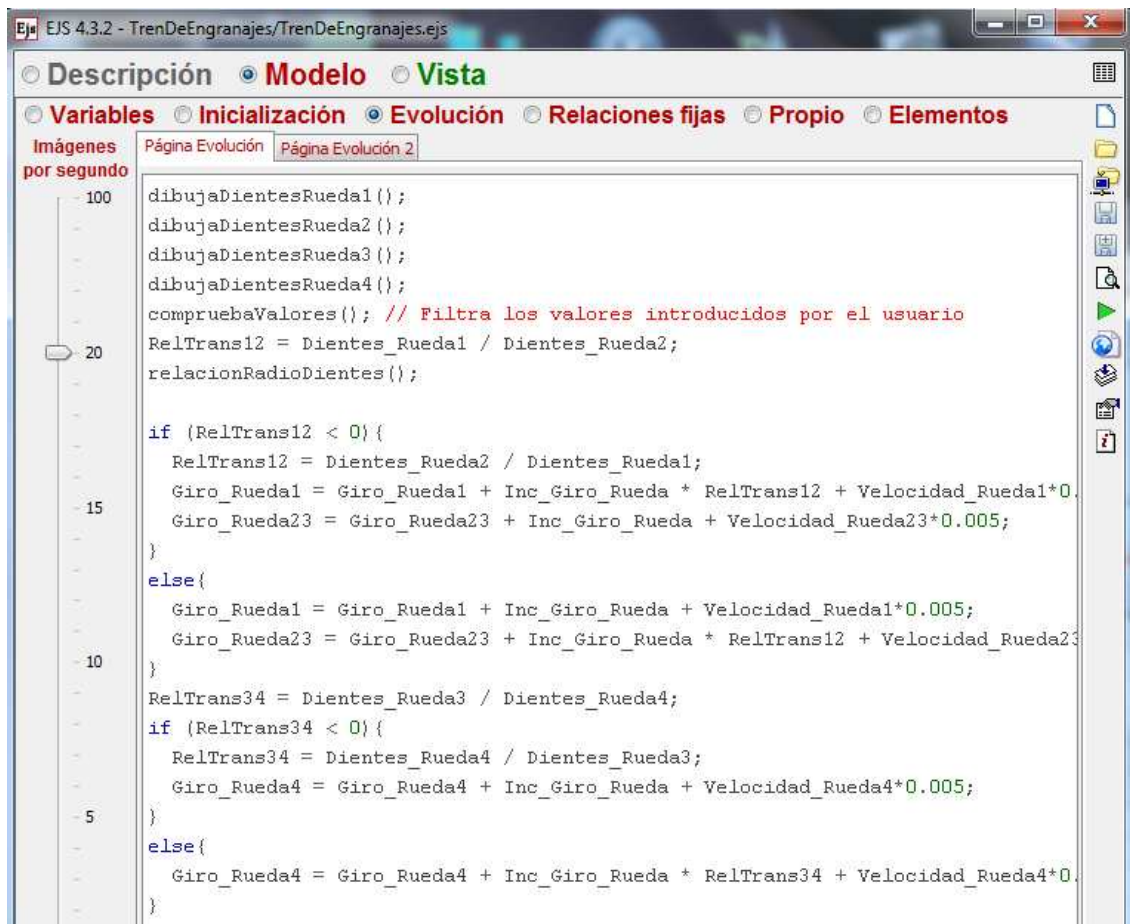 EJS 4.3.2 - TrenDeEngranajes/TrenDeEngranajes.ejs
Descripción Modelo Vista
Variables Inicialización Evolución Relaciones fijas Propio Elementos
Imágenes por segundo
Página Evolución Página Evolución 2
100
20
15
10
5
dibujaDientesRueda1();
dibujaDientesRueda2();
dibujaDientesRueda3();
dibujaDientesRueda4();
compruebaValores(); // Filtra los valores introducidos por el usuario
RelTrans12 = Dientes_Rueda1 / Dientes_Rueda2;
relacionRadioDientes();
if (RelTrans12 < 0){
RelTrans12 = Dientes_Rueda2 / Dientes_Rueda1;
Giro_Rueda1 = Giro_Rueda1 + Inc_Giro_Rueda * RelTrans12 + Velocidad_Rueda1*0.
Giro_Rueda23 = Giro_Rueda23 + Inc_Giro_Rueda + Velocidad_Rueda23*0.005;
}
else{
Giro_Rueda1 = Giro_Rueda1 + Inc_Giro_Rueda + Velocidad_Rueda1*0.005;
Giro_Rueda23 = Giro_Rueda23 + Inc_Giro_Rueda * RelTrans12 + Velocidad_Rueda23
}
RelTrans34 = Dientes_Rueda3 / Dientes_Rueda4;
if (RelTrans34 < 0){
RelTrans34 = Dientes_Rueda4 / Dientes_Rueda3;
Giro_Rueda4 = Giro_Rueda4 + Inc_Giro_Rueda + Velocidad_Rueda4*0.005;
}
else{
Giro_Rueda4 = Giro_Rueda4 + Inc_Giro_Rueda * RelTrans34 + Velocidad_Rueda4*0.
}